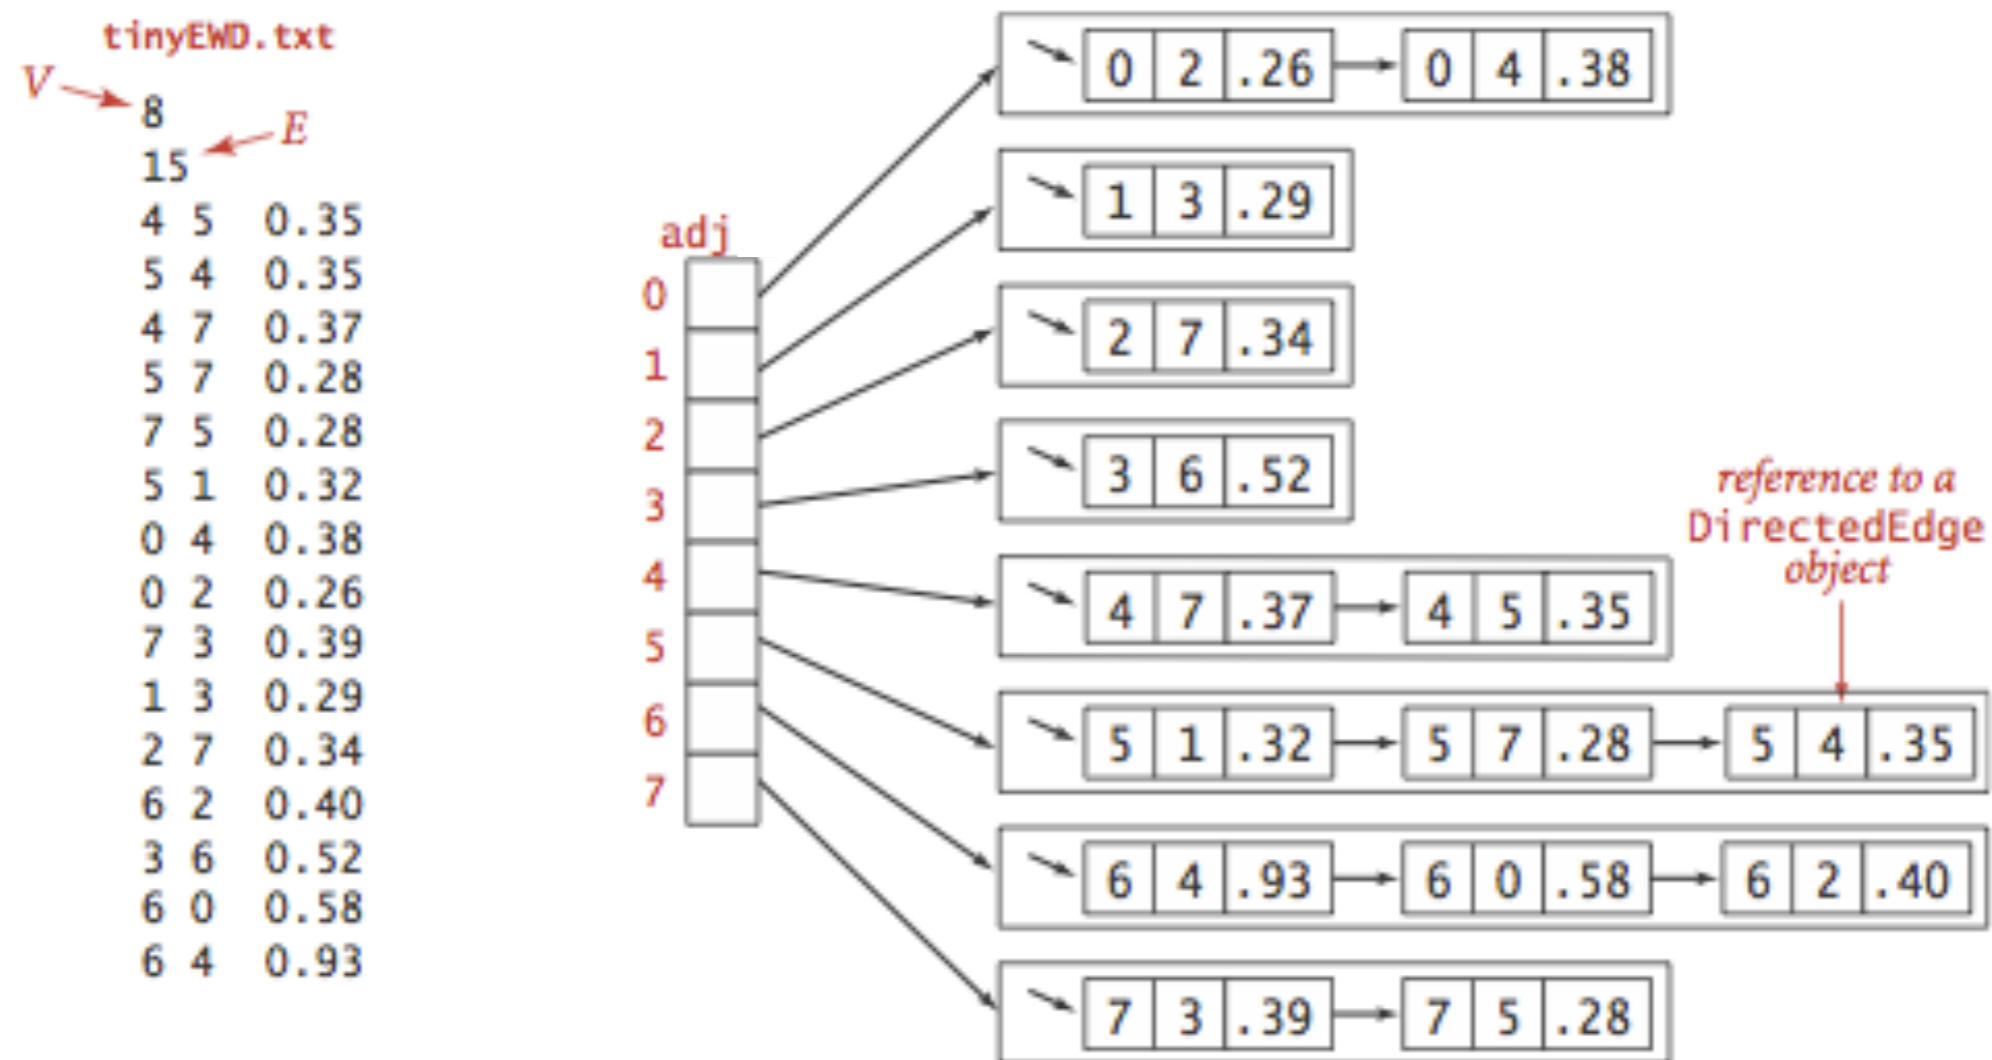 tinyEWD.txt
V
8
E
15
4 5 0.35
5 4 0.35
4 7 0.37
5 7 0.28
7 5 0.28
5 1 0.32
0 4 0.38
0 2 0.26
7 3 0.39
1 3 0.29
2 7 0.34
6 2 0.40
3 6 0.52
6 0 0.58
6 4 0.93
adj
0
1
2
3
4
5
6
7
0 2 .26 0 4 .38
1 3 .29
2 7 .34
3 6 .52
4 7 .37 4 5 .35
5 1 .32 5 7 .28 5 4 .35
6 4 .93 6 0 .58 6 2 .40
7 3 .39 7 5 .28
reference to a
DirectedEdge
object